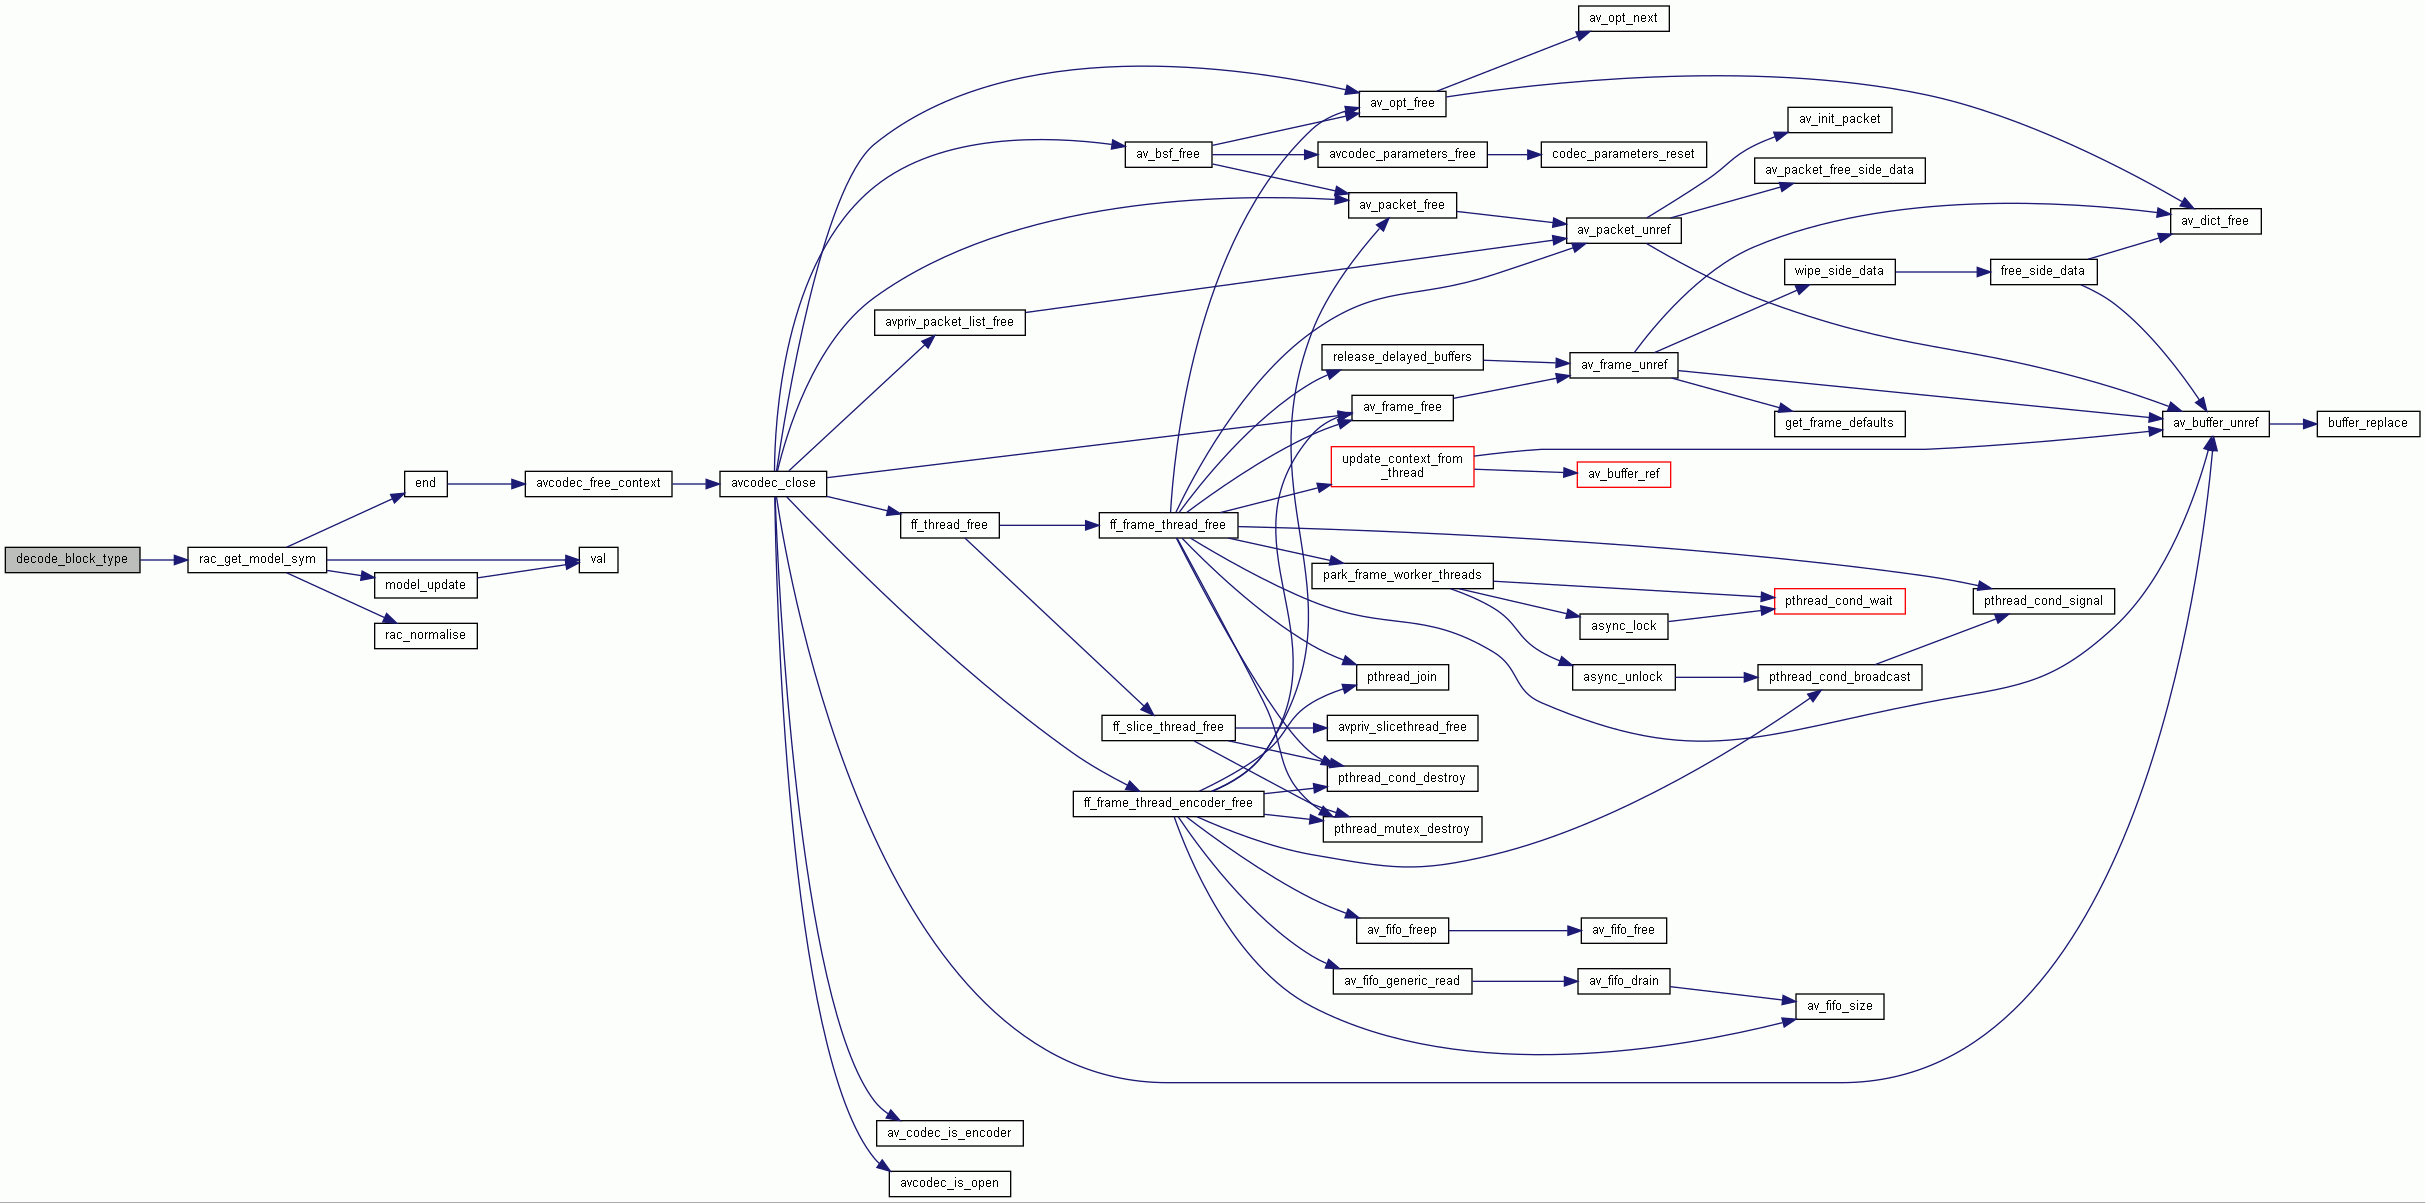 av_opt_next
av_opt_free
av_init_packet
av_bsf_free
avcodec_parameters_free
codec_parameters_reset
av_packet_free_side_data
av_packet_free
av_packet_unref
av_dict_free
wipe_side_data
free_side_data
avpriv_packet_list_free
release_delayed_buffers
av_frame_unref
av_frame_free
get_frame_defaults
av_buffer_unref
buffer_replace
update_context_from
_thread
av_buffer_ref
end
avcodec_free_context
avcodec_close
ff_thread_free
ff_frame_thread_free
decode_block_type
rac_get_model_sym
val
model_update
park_frame_worker_threads
pthread_cond_wait
pthread_cond_signal
async_lock
rac_normalise
pthread_join
async_unlock
pthread_cond_broadcast
ff_slice_thread_free
avpriv_slicethread_free
pthread_cond_destroy
ff_frame_thread_encoder_free
pthread_mutex_destroy
av_fifo_freep
av_fifo_free
av_fifo_generic_read
av_fifo_drain
av_fifo_size
av_codec_is_encoder
avcodec_is_open